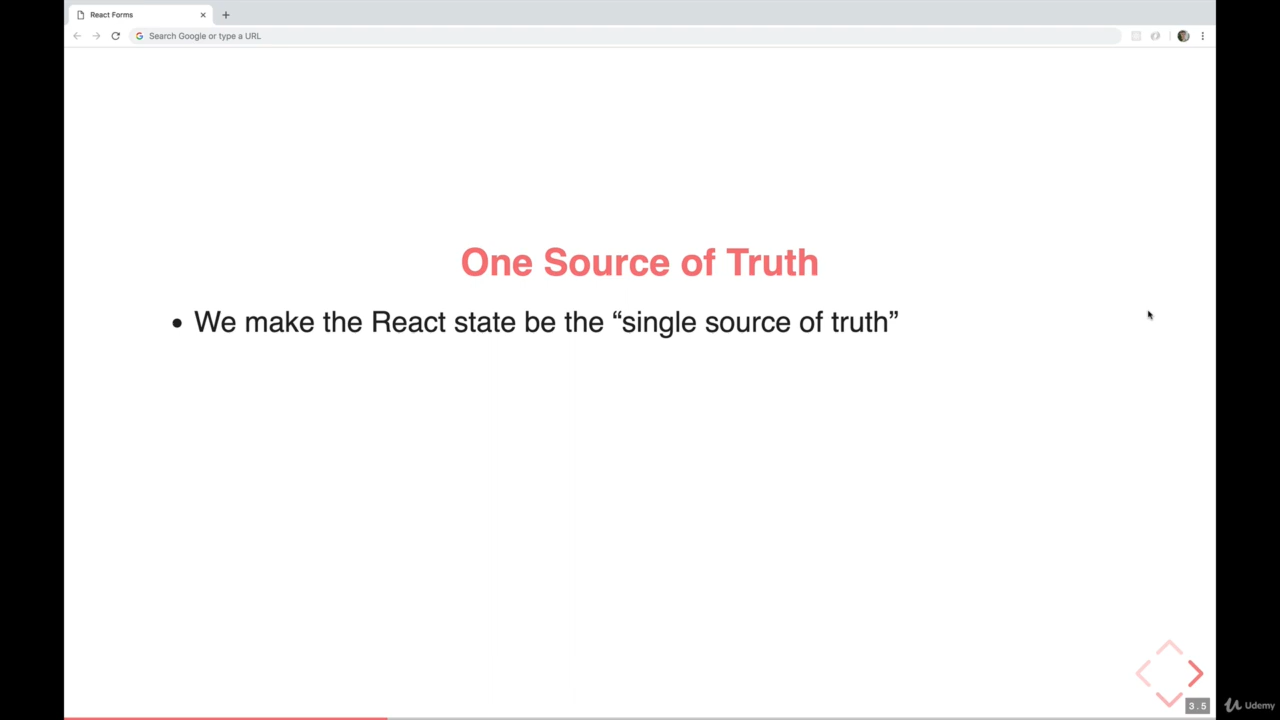 React Forms
Search Google or type a URL
One Source of Truth
• We make the React state be the “single source of truth”
3.5
Udemy